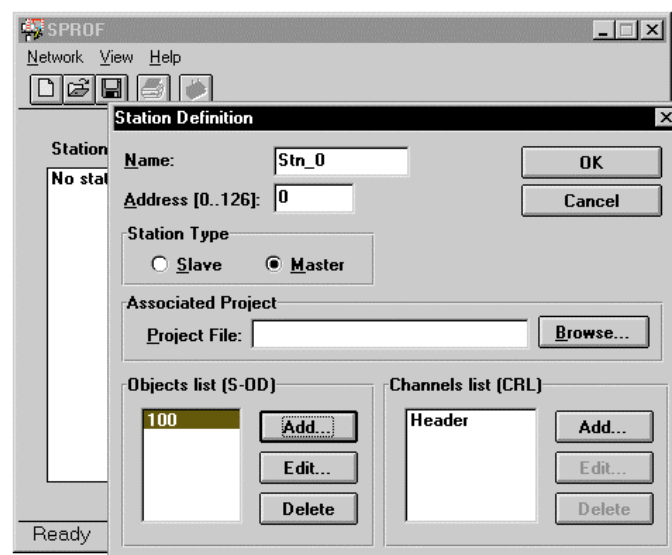 SPROF
Network View Help
Station Definition
Station
No stat
Name: Stn_0
Address [0..126]: 0
OK
Cancel
Station Type
Slave Master
Associated Project
Project File: Browse...
Objects list (S-OD)
100
Add...
Edit...
Delete
Channels list (CRL)
Header
Add...
Edit...
Delete
Ready